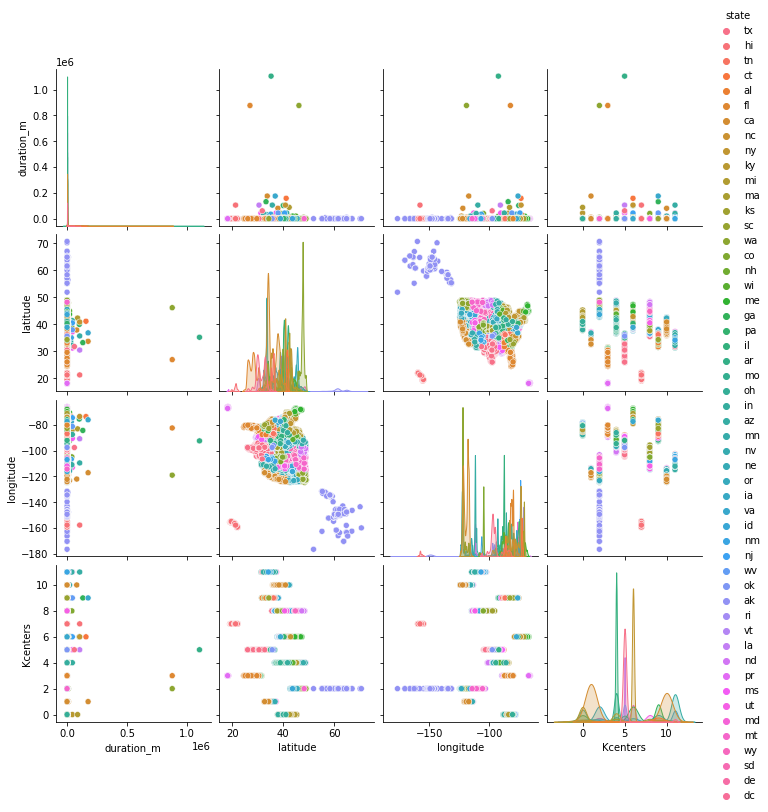 state
tx
hi
tn
ct
al
fl
ca
nc
ny
ky
mi
ma
ks
sc
wa
co
nh
wi
me
ga
pa
il
ar
mo
oh
in
az
mn
nv
ne
or
ia
va
id
nm
nj
wv
ok
ak
ri
vt
la
nd
pr
ms
ut
md
mt
wy
sd
de
dc
1e6
1.0
0.8
0.6
0.4
0.2
0.0
duration_m
70
60
50
40
30
20
latitude
−80
−100
−120
−140
−160
−180
longitude
10
8
6
4
2
0
Kcenters
0.0 0.5 1.0
1e6
duration_m
20 40 60
latitude
−150 −100
longitude
0 5 10
Kcenters